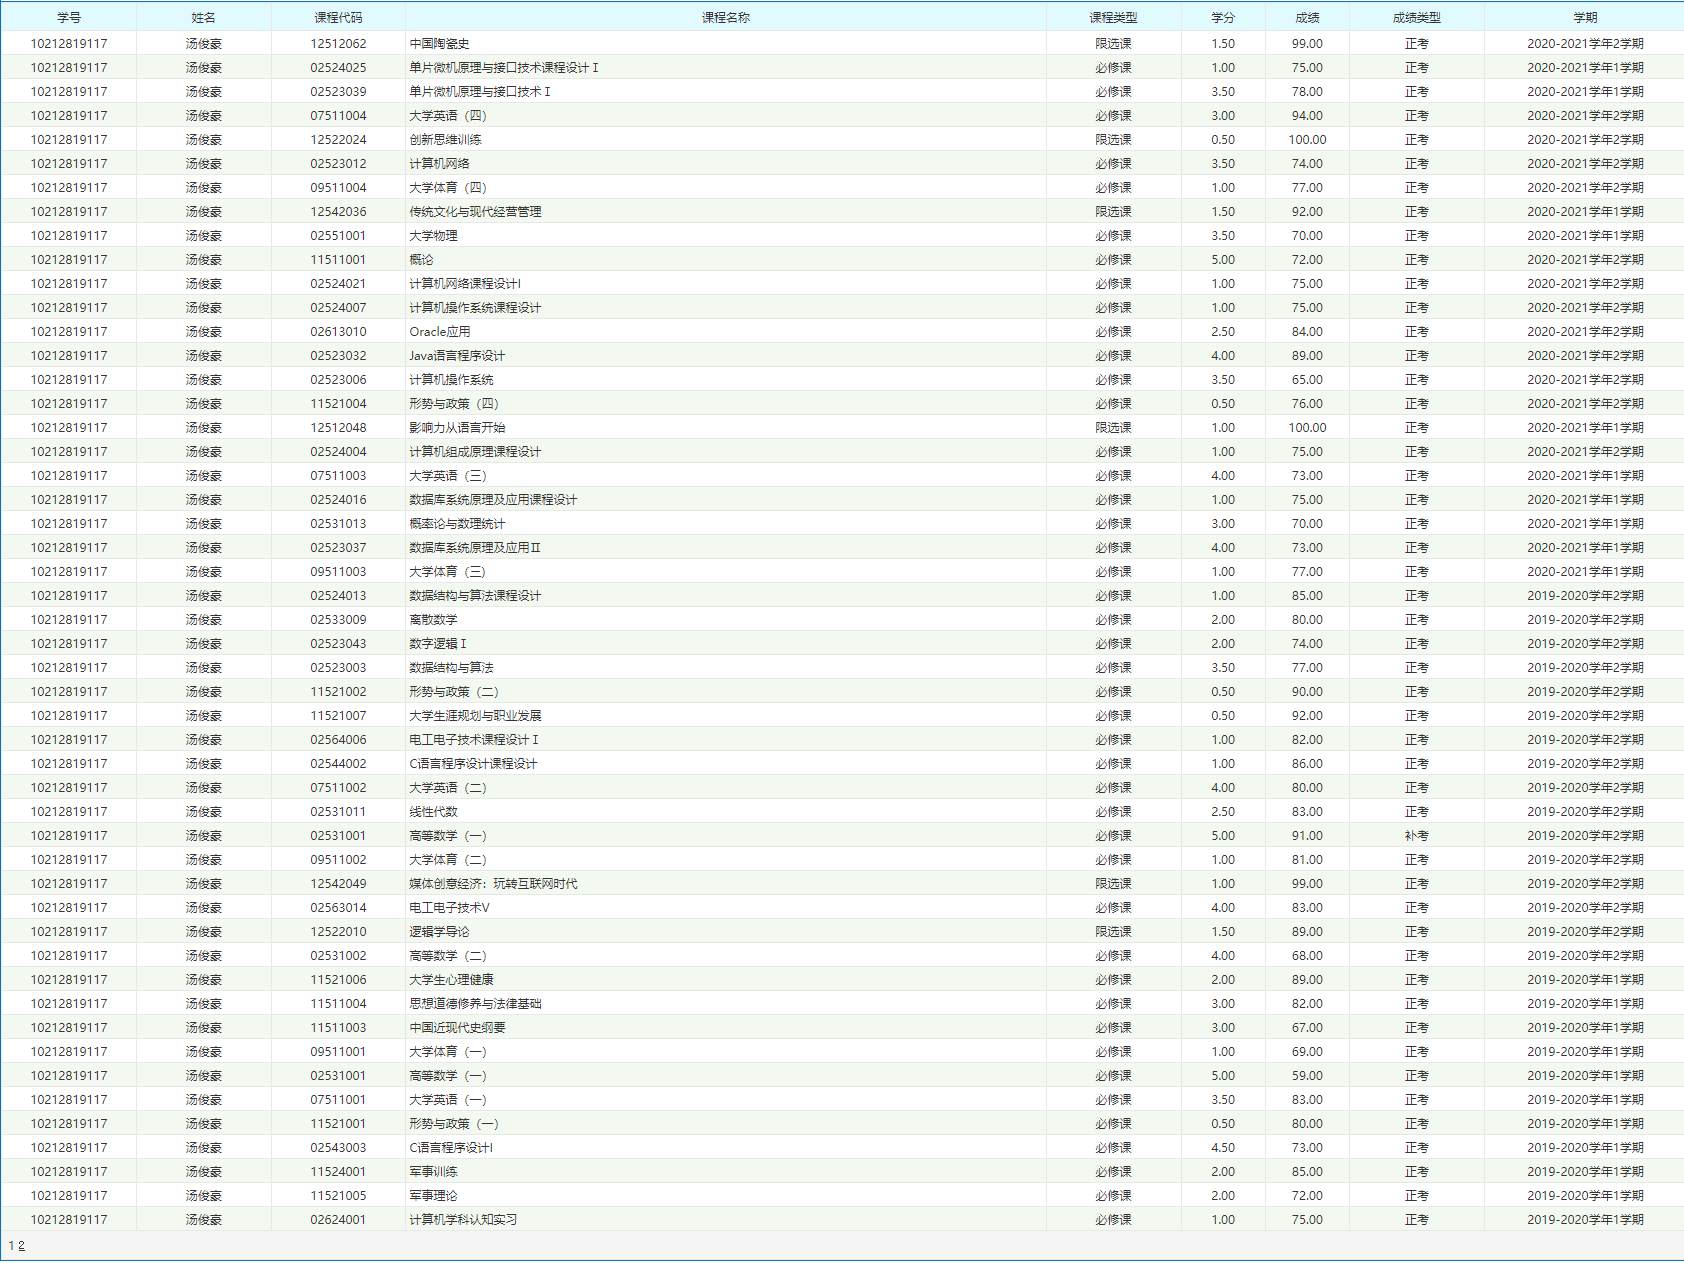 学号 姓名 课程代码 课程名称 课程类型 学分 成绩 成绩类型 学期
10212819117 汤俊豪 12512062 中国陶瓷史 限选课 1.50 99.00 正考 2020-2021学年2学期
10212819117 汤俊豪 02524025 单片微机原理与接口技术课程设计Ⅰ 必修课 1.00 75.00 正考 2020-2021学年1学期
10212819117 汤俊豪 02523039 单片微机原理与接口技术Ⅰ 必修课 3.50 78.00 正考 2020-2021学年1学期
10212819117 汤俊豪 07511004 大学英语（四） 必修课 3.00 94.00 正考 2020-2021学年2学期
10212819117 汤俊豪 12522024 创新思维训练 限选课 0.50 100.00 正考 2020-2021学年2学期
10212819117 汤俊豪 02523012 计算机网络 必修课 3.50 74.00 正考 2020-2021学年2学期
10212819117 汤俊豪 09511004 大学体育（四） 必修课 1.00 77.00 正考 2020-2021学年2学期
10212819117 汤俊豪 12542036 传统文化与现代经营管理 限选课 1.50 92.00 正考 2020-2021学年1学期
10212819117 汤俊豪 02551001 大学物理 必修课 3.50 70.00 正考 2020-2021学年1学期
10212819117 汤俊豪 11511001 概论 必修课 5.00 72.00 正考 2020-2021学年2学期
10212819117 汤俊豪 02524021 计算机网络课程设计I 必修课 1.00 75.00 正考 2020-2021学年2学期
10212819117 汤俊豪 02524007 计算机操作系统课程设计 必修课 1.00 75.00 正考 2020-2021学年2学期
10212819117 汤俊豪 02613010 Oracle应用 必修课 2.50 84.00 正考 2020-2021学年2学期
10212819117 汤俊豪 02523032 Java语言程序设计 必修课 4.00 89.00 正考 2020-2021学年2学期
10212819117 汤俊豪 02523006 计算机操作系统 必修课 3.50 65.00 正考 2020-2021学年2学期
10212819117 汤俊豪 11521004 形势与政策（四） 必修课 0.50 76.00 正考 2020-2021学年2学期
10212819117 汤俊豪 12512048 影响力从语言开始 限选课 1.00 100.00 正考 2020-2021学年1学期
10212819117 汤俊豪 02524004 计算机组成原理课程设计 必修课 1.00 75.00 正考 2020-2021学年2学期
10212819117 汤俊豪 07511003 大学英语（三） 必修课 4.00 73.00 正考 2020-2021学年1学期
10212819117 汤俊豪 02524016 数据库系统原理及应用课程设计 必修课 1.00 75.00 正考 2020-2021学年1学期
10212819117 汤俊豪 02531013 概率论与数理统计 必修课 3.00 70.00 正考 2020-2021学年1学期
10212819117 汤俊豪 02523037 数据库系统原理及应用Ⅱ 必修课 4.00 73.00 正考 2020-2021学年1学期
10212819117 汤俊豪 09511003 大学体育（三） 必修课 1.00 77.00 正考 2020-2021学年1学期
10212819117 汤俊豪 02524013 数据结构与算法课程设计 必修课 1.00 85.00 正考 2019-2020学年2学期
10212819117 汤俊豪 02533009 离散数学 必修课 2.00 80.00 正考 2019-2020学年2学期
10212819117 汤俊豪 02523043 数字逻辑Ⅰ 必修课 2.00 74.00 正考 2019-2020学年2学期
10212819117 汤俊豪 02523003 数据结构与算法 必修课 3.50 77.00 正考 2019-2020学年2学期
10212819117 汤俊豪 11521002 形势与政策（二） 必修课 0.50 90.00 正考 2019-2020学年2学期
10212819117 汤俊豪 11521007 大学生涯规划与职业发展 必修课 0.50 92.00 正考 2019-2020学年2学期
10212819117 汤俊豪 02564006 电工电子技术课程设计Ⅰ 必修课 1.00 82.00 正考 2019-2020学年2学期
10212819117 汤俊豪 02544002 C语言程序设计课程设计 必修课 1.00 86.00 正考 2019-2020学年2学期
10212819117 汤俊豪 07511002 大学英语（二） 必修课 4.00 80.00 正考 2019-2020学年2学期
10212819117 汤俊豪 02531011 线性代数 必修课 2.50 83.00 正考 2019-2020学年2学期
10212819117 汤俊豪 02531001 高等数学（一） 必修课 5.00 91.00 补考 2019-2020学年2学期
10212819117 汤俊豪 09511002 大学体育（二） 必修课 1.00 81.00 正考 2019-2020学年2学期
10212819117 汤俊豪 12542049 媒体创意经济：玩转互联网时代 限选课 1.00 99.00 正考 2019-2020学年2学期
10212819117 汤俊豪 02563014 电工电子技术V 必修课 4.00 83.00 正考 2019-2020学年2学期
10212819117 汤俊豪 12522010 逻辑学导论 限选课 1.50 89.00 正考 2019-2020学年2学期
10212819117 汤俊豪 02531002 高等数学（二） 必修课 4.00 68.00 正考 2019-2020学年2学期
10212819117 汤俊豪 11521006 大学生心理健康 必修课 2.00 89.00 正考 2019-2020学年1学期
10212819117 汤俊豪 11511004 思想道德修养与法律基础 必修课 3.00 82.00 正考 2019-2020学年1学期
10212819117 汤俊豪 11511003 中国近现代史纲要 必修课 3.00 67.00 正考 2019-2020学年1学期
10212819117 汤俊豪 09511001 大学体育（一） 必修课 1.00 69.00 正考 2019-2020学年1学期
10212819117 汤俊豪 02531001 高等数学（一） 必修课 5.00 59.00 正考 2019-2020学年1学期
10212819117 汤俊豪 07511001 大学英语（一） 必修课 3.50 83.00 正考 2019-2020学年1学期
10212819117 汤俊豪 11521001 形势与政策（一） 必修课 0.50 80.00 正考 2019-2020学年1学期
10212819117 汤俊豪 02543003 C语言程序设计I 必修课 4.50 73.00 正考 2019-2020学年1学期
10212819117 汤俊豪 11524001 军事训练 必修课 2.00 85.00 正考 2019-2020学年1学期
10212819117 汤俊豪 11521005 军事理论 必修课 2.00 72.00 正考 2019-2020学年1学期
10212819117 汤俊豪 02624001 计算机学科认知实习 必修课 1.00 75.00 正考 2019-2020学年1学期
1 2